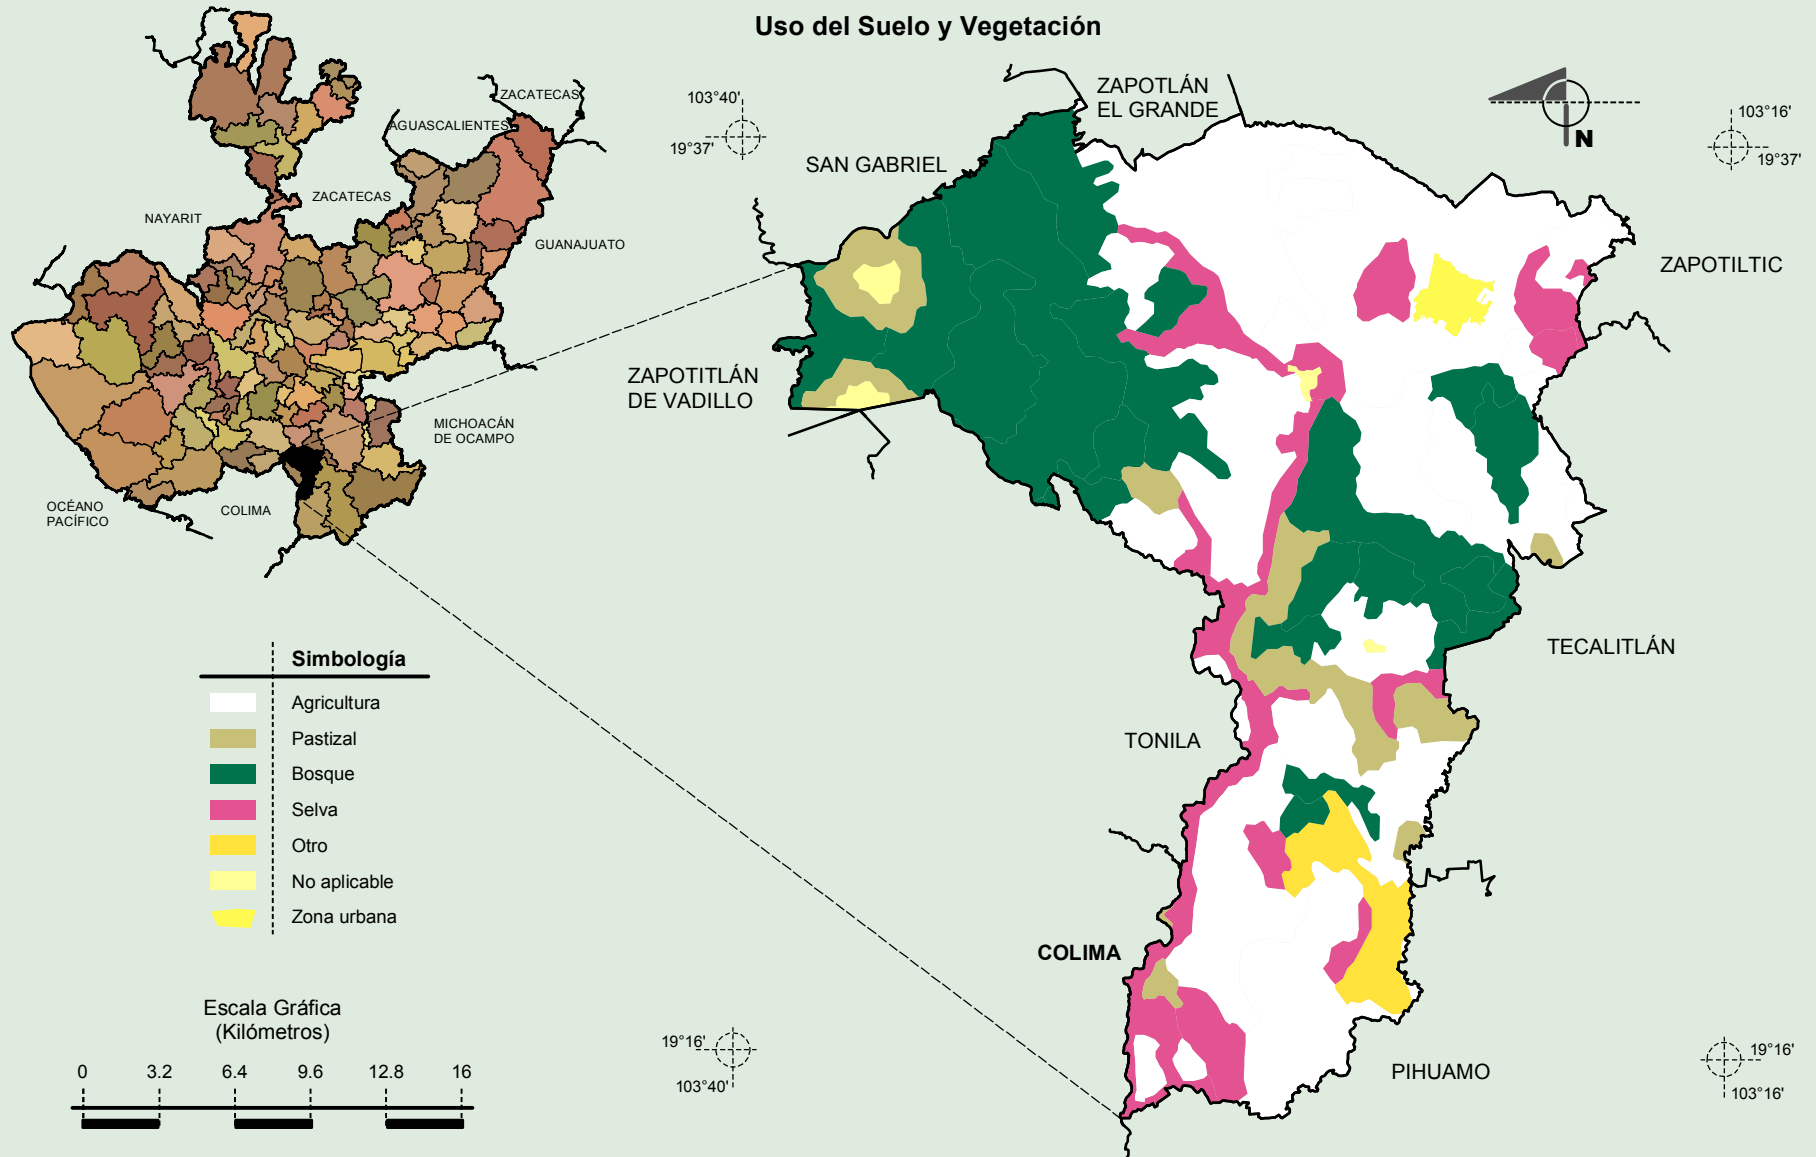 Uso del Suelo y Vegetación
ZACATECAS
AGUASCALIENTES
ZACATECAS
NAYARIT
GUANAJUATO
MICHOACÁN
DE OCAMPO
OCÉANO
PACÍFICO
COLIMA
103°40'
19°37'
ZAPOTLÁN
EL GRANDE
SAN GABRIEL
N
103°16'
19°37'
ZAPOTILTIC
ZAPOTITLÁN
DE VADILLO
TECALITLÁN
TONILA
COLIMA
PIHUAMO
Simbología
Agricultura
Pastizal
Bosque
Selva
Otro
No aplicable
Zona urbana
Escala Gráfica
(Kilómetros)
0 3.2 6.4 9.6 12.8 16
19°16'
103°40'
19°16'
103°16'